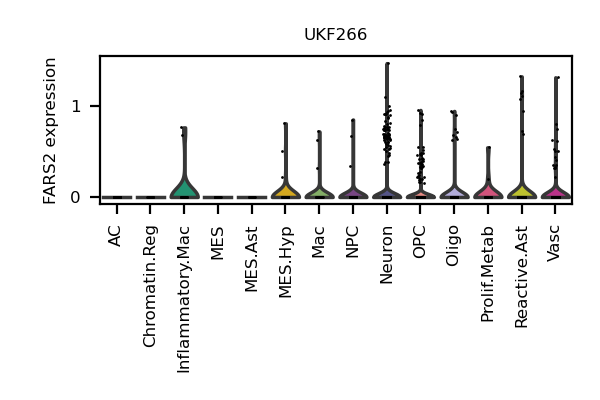 UKF266
FARS2 expression
1
0
AC
Chromatin.Reg
Inflammatory.Mac
MES
MES.Ast
MES.Hyp
Mac
NPC
Neuron
OPC
Oligo
Prolif.Metab
Reactive.Ast
Vasc